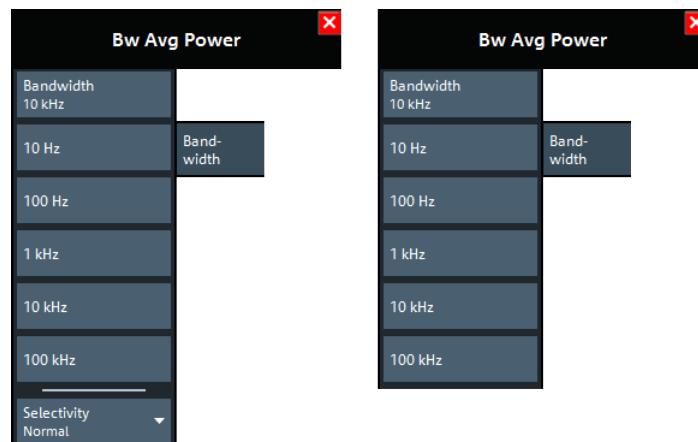 Bw Avg Power
Bandwidth
10 kHz
10 Hz
Band-
width
100 Hz
1 kHz
10 kHz
100 kHz
Selectivity
Normal
Bw Avg Power
Bandwidth
10 kHz
10 Hz
Band-
width
100 Hz
1 kHz
10 kHz
100 kHz